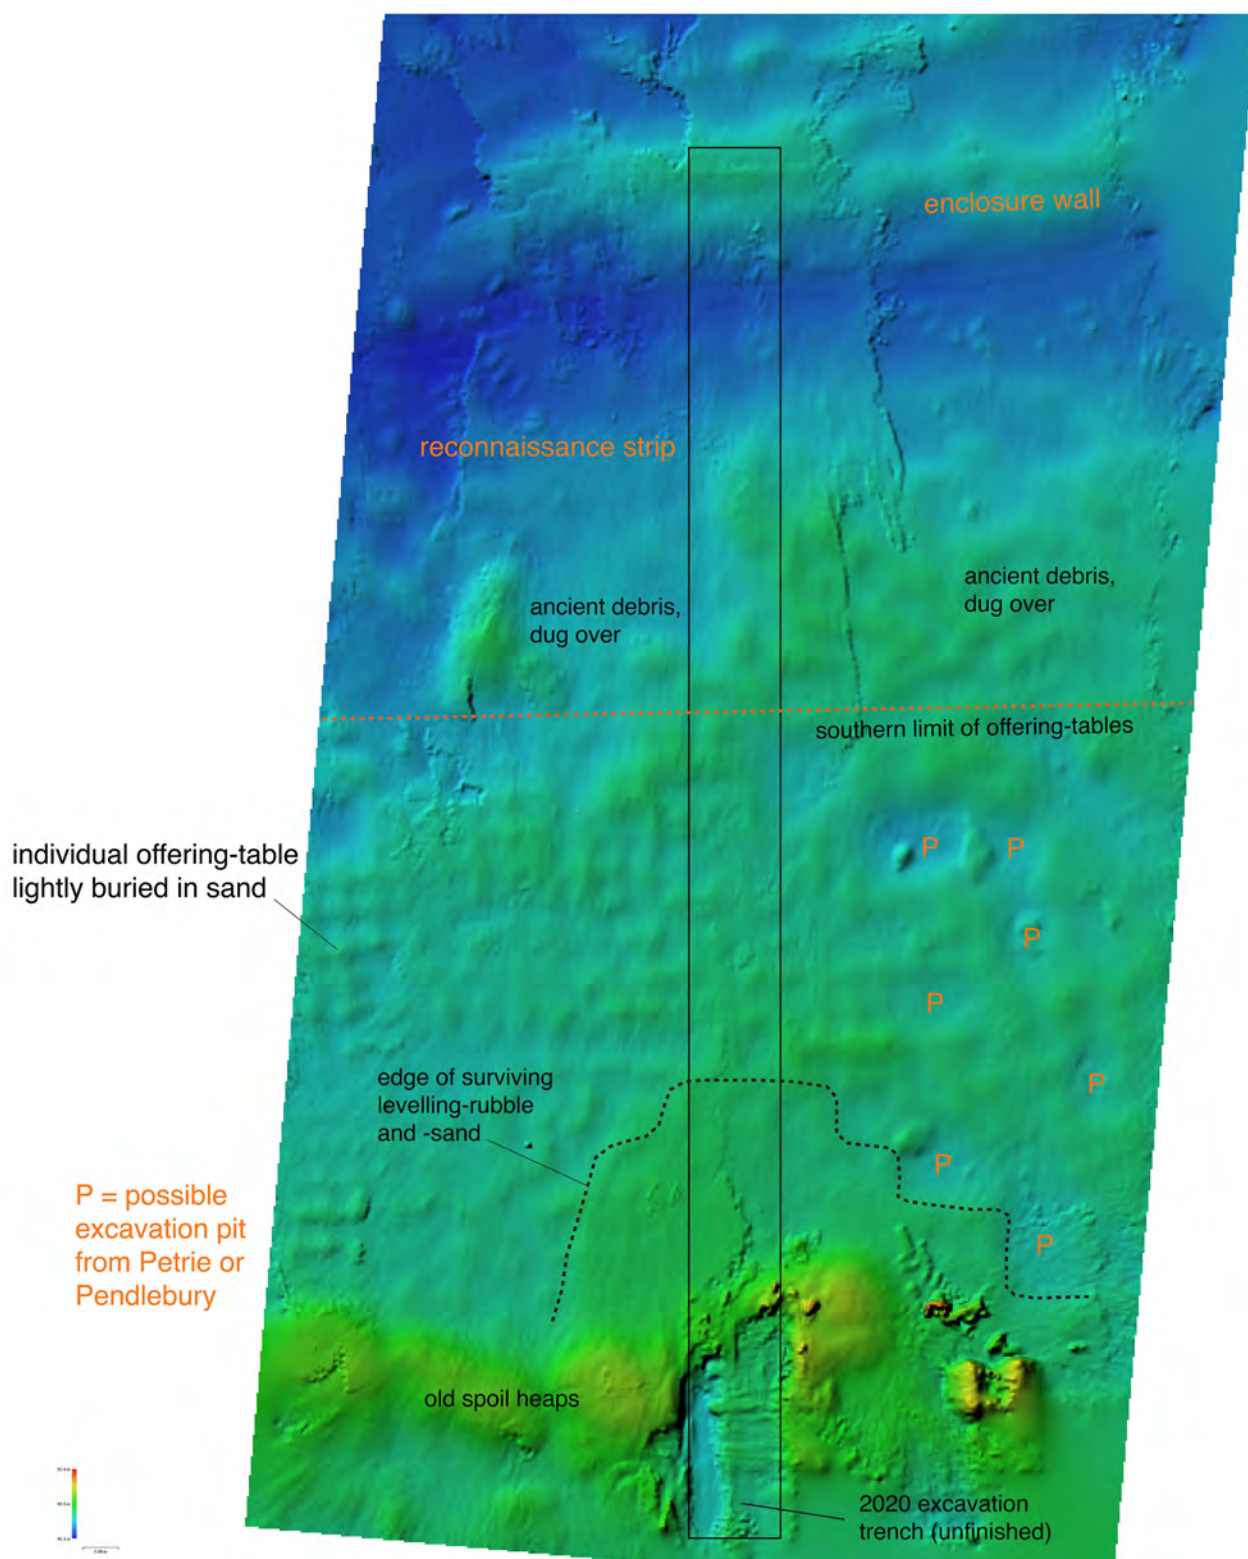 enclosure wall
reconnaissance strip
ancient debris,
dug over
ancient debris,
dug over
southern limit of offering-tables
individual offering-table
lightly buried in sand
P
P
P
P
edge of surviving
levelling-rubble
and -sand
P
P
P = possible
excavation pit
from Petrie or
Pendlebury
P
old spoil heaps
2020 excavation
trench (unfinished)